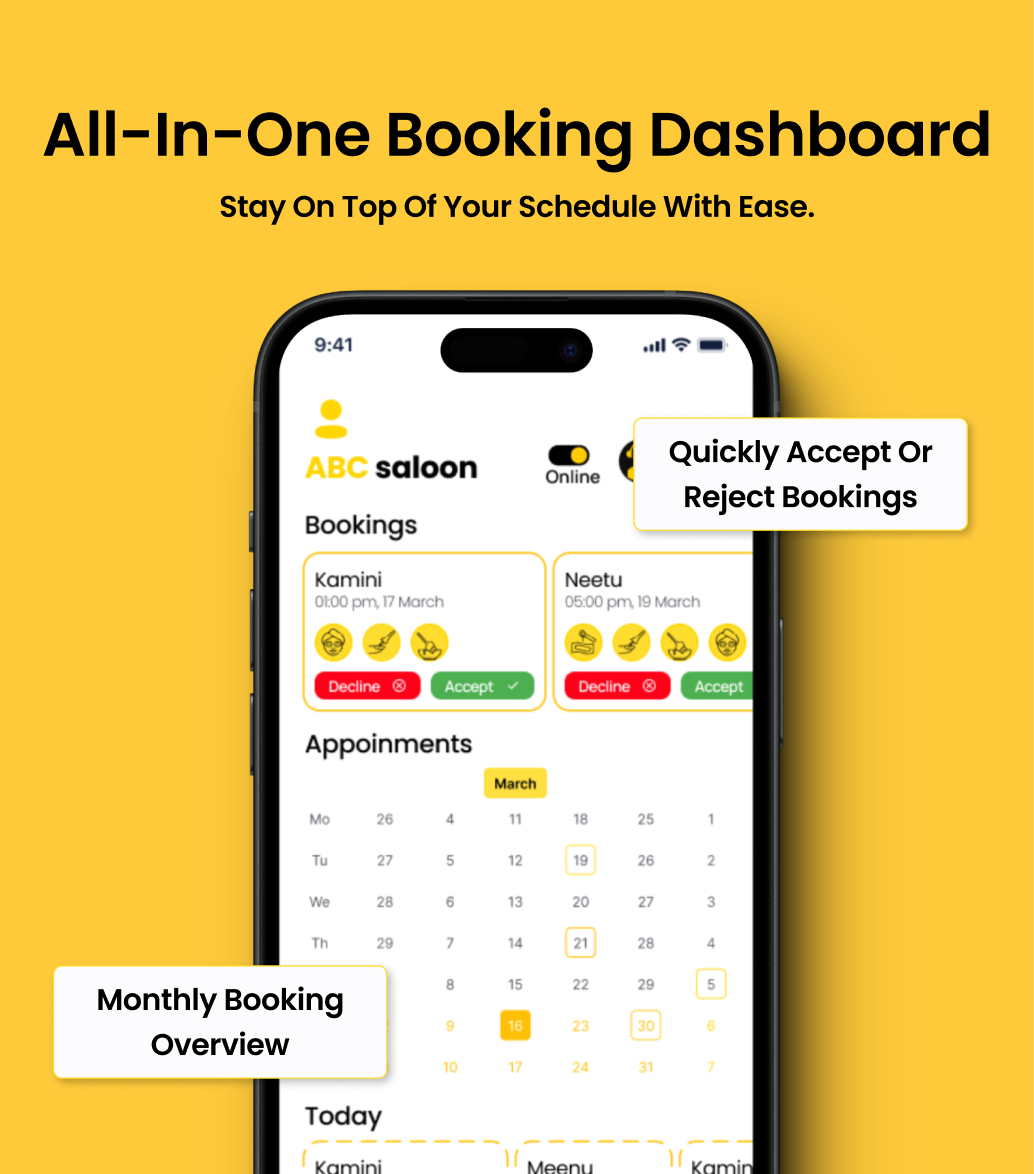 All-In-One Booking Dashboard
Stay On Top Of Your Schedule With Ease.
9:41
ABC saloon
Online
Quickly Accept Or
Reject Bookings
Bookings
Kamini
01:00 pm, 17 March
Decline
Accept
Neetu
05:00 pm, 19 March
Decline
Accept
Appoinments
March
Mo 26 4 11 18 25 1
Tu 27 5 12 19 26 2
We 28 6 13 20 27 3
Th 29 7 14 21 28 4
8 15 22 29 5
9 16 23 30 6
10 17 24 31 7
Monthly Booking
Overview
Today
Kamini
Meenu
Kamin